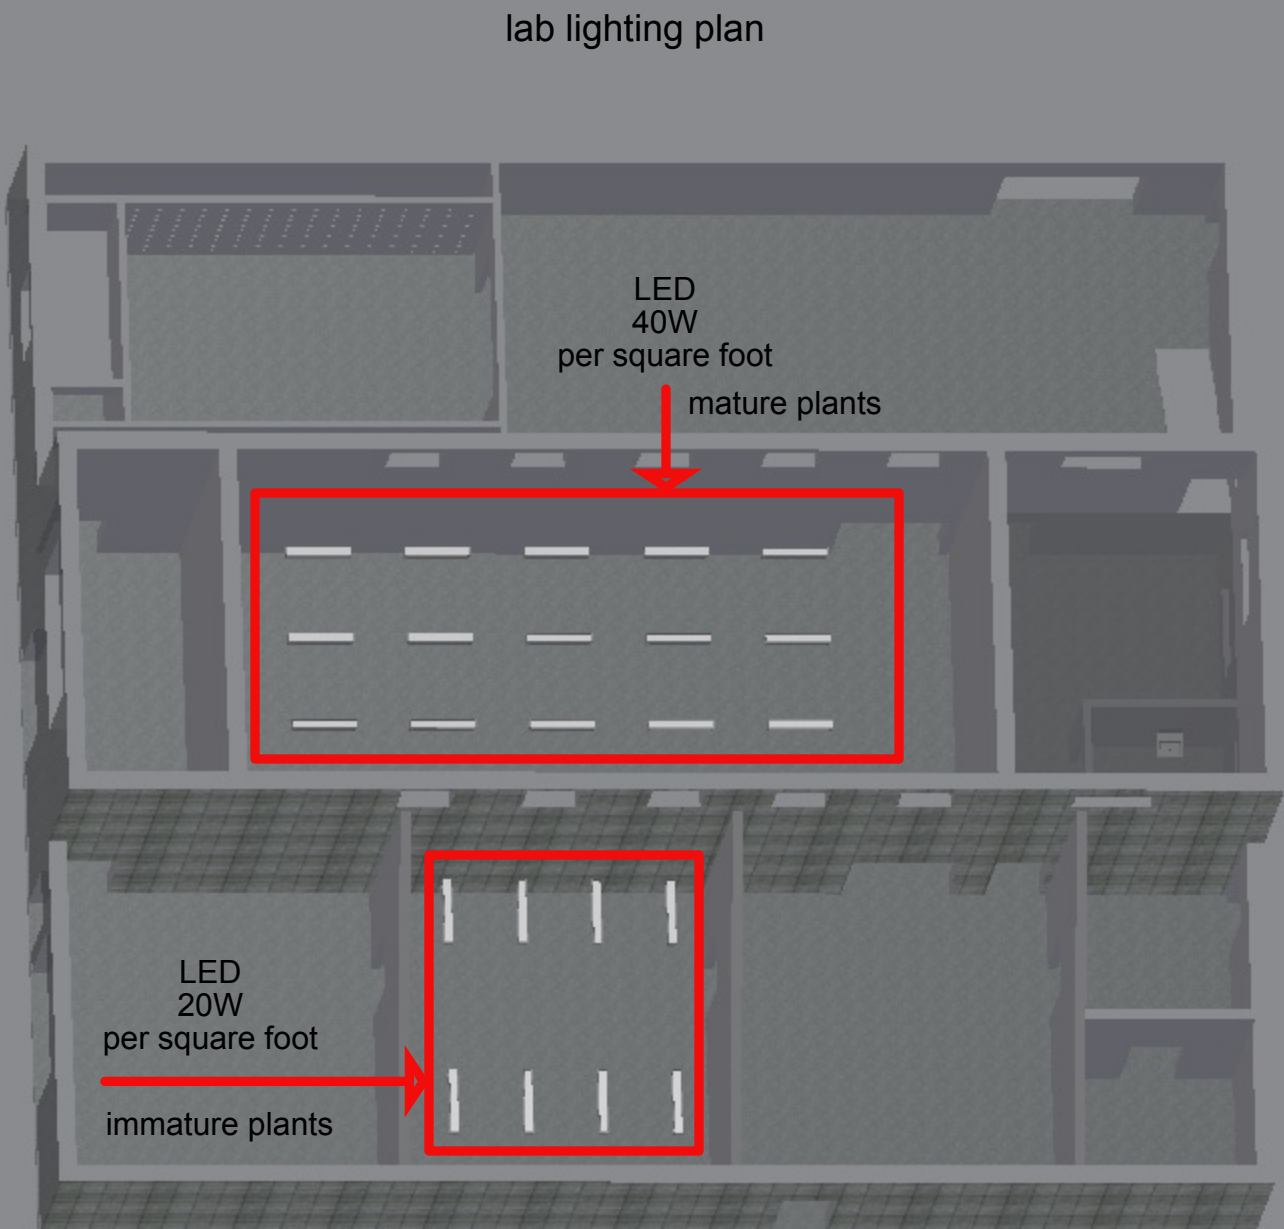 lab lighting plan
LED
40W
per square foot
mature plants
LED
20W
per square foot
immature plants